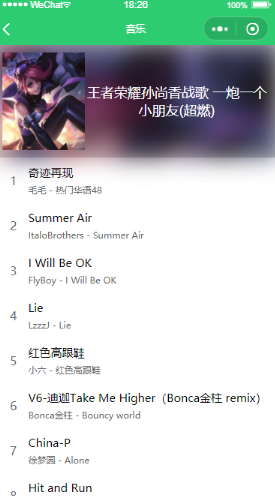 WeChat
18:26
100%
音乐
王者荣耀孙尚香战歌 一炮一个
小朋友(超燃)
1
奇迹再现
毛毛 - 热门华语48
2
Summer Air
ItaloBrothers - Summer Air
3
I Will Be OK
FlyBoy - I Will Be OK
4
Lie
LzzzJ - Lie
5
红色高跟鞋
小六 - 红色高跟鞋
6
V6-迪迦Take Me Higher（Bonca金柱 remix）
Bonca金柱 - Bouncy world
7
China-P
徐梦圆 - Alone
Hit and Run